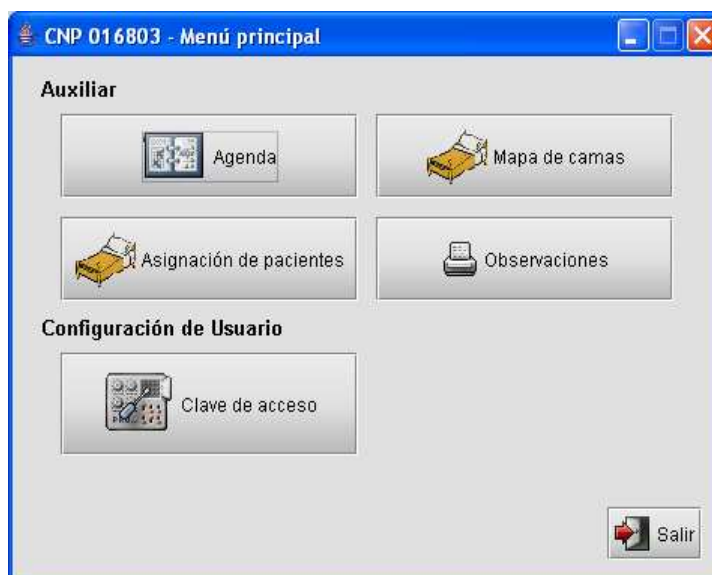 CNP 016803 - Menú principal
Auxiliar
Agenda
Mapa de camas
Asignación de pacientes
Observaciones
Configuración de Usuario
Clave de acceso
Salir